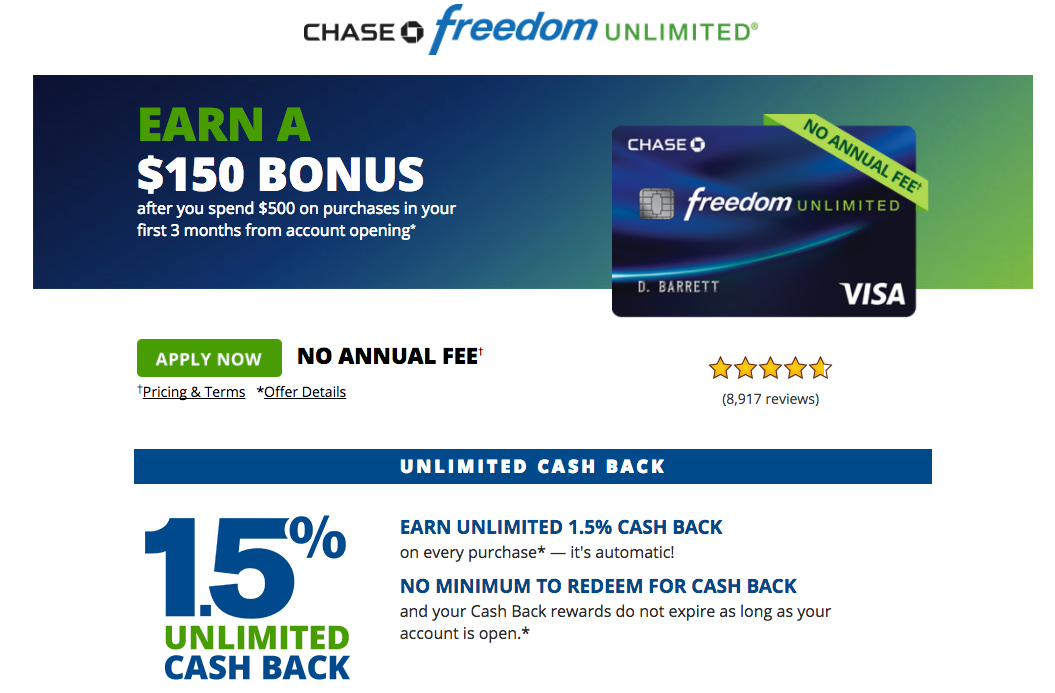 CHASE freedom UNLIMITED®
EARN A
$150 BONUS
after you spend $500 on purchases in your
first 3 months from account opening*
NO ANNUAL FEE†
CHASE
freedom UNLIMITED
D. BARRETT
VISA
APPLY NOW
NO ANNUAL FEE†
†Pricing & Terms *Offer Details
(8,917 reviews)
UNLIMITED CASH BACK
1.5%
UNLIMITED
CASH BACK
EARN UNLIMITED 1.5% CASH BACK
on every purchase* — it's automatic!
NO MINIMUM TO REDEEM FOR CASH BACK
and your Cash Back rewards do not expire as long as your
account is open.*